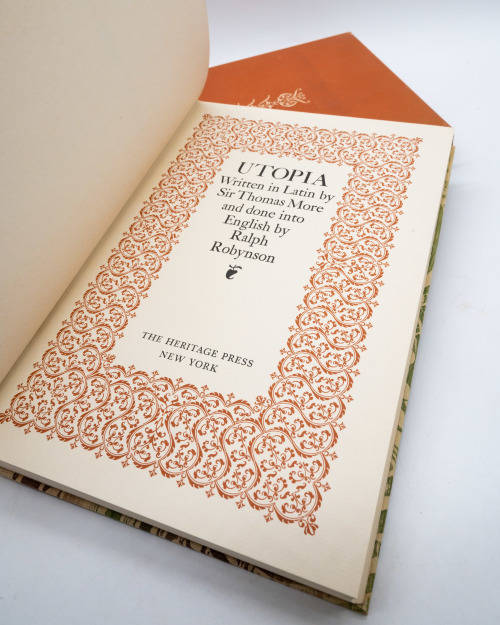 UTOPIA
Written in Latin by
Sir Thomas More
and done into
English by
Ralph
Robynson
THE HERITAGE PRESS
NEW YORK